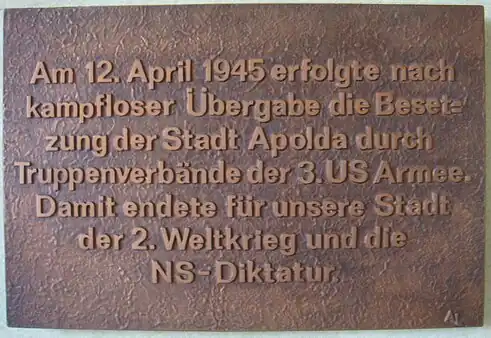 Am 12. April 1945 erfolgte nach
kampfloser Übergabe die Beset-
zung der Stadt Apolda durch
Truppenverbände der 3. US Armee.
Damit endete für unsere Stadt
der 2. Weltkrieg und die
NS-Diktatur.